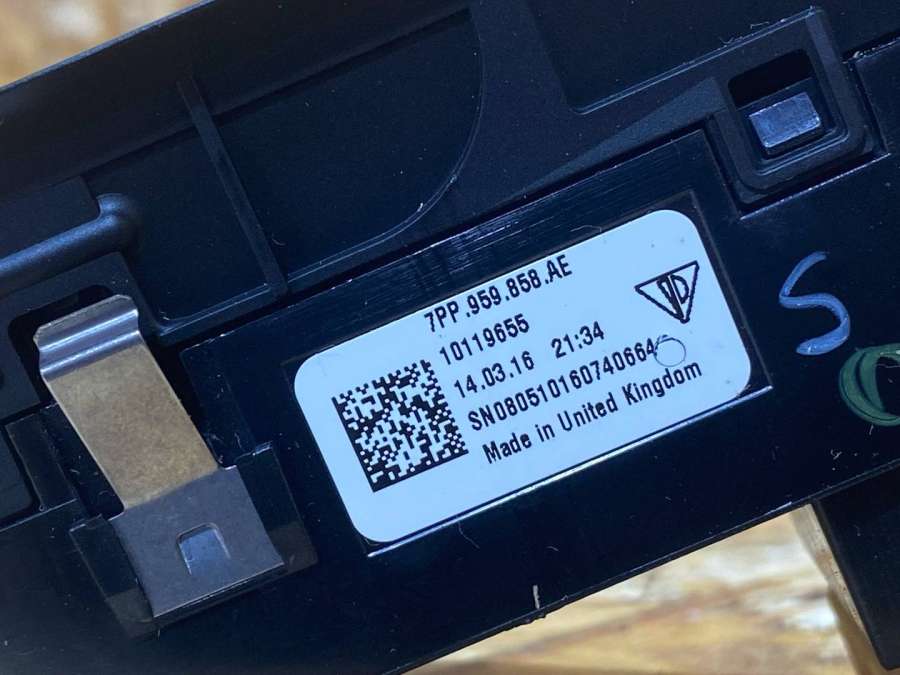 7PP.959.858.AE
10119655
14.03.16 21:34
SN080510160740664
Made in United Kingdom
S